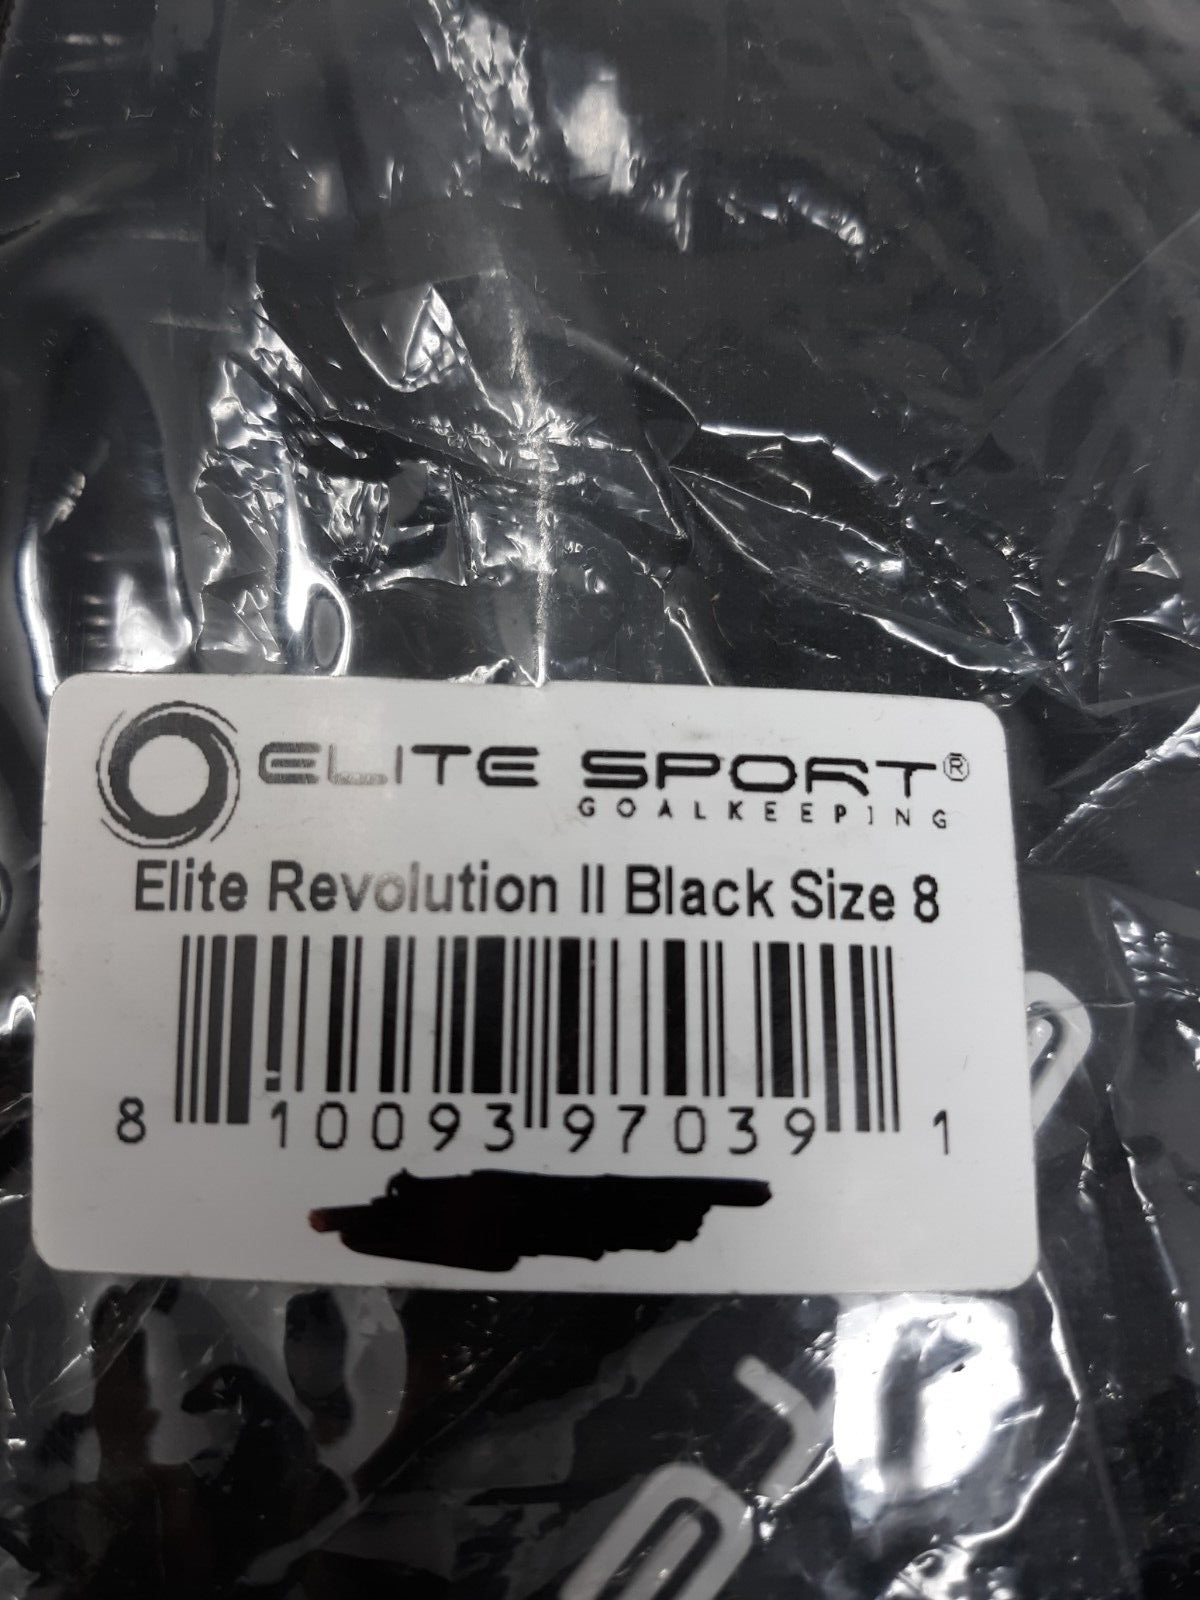 ELITE SPORT®
GOALKEEPING
Elite Revolution II Black Size 8
8 10093 97039 1